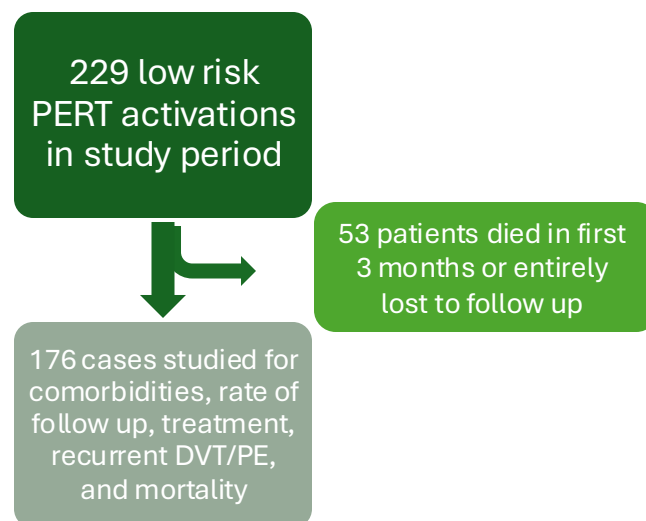 229 low risk
PERT activations
in study period
53 patients died in first
3 months or entirely
lost to follow up
176 cases studied for
comorbidities, rate of
follow up, treatment,
recurrent DVT/PE,
and mortality